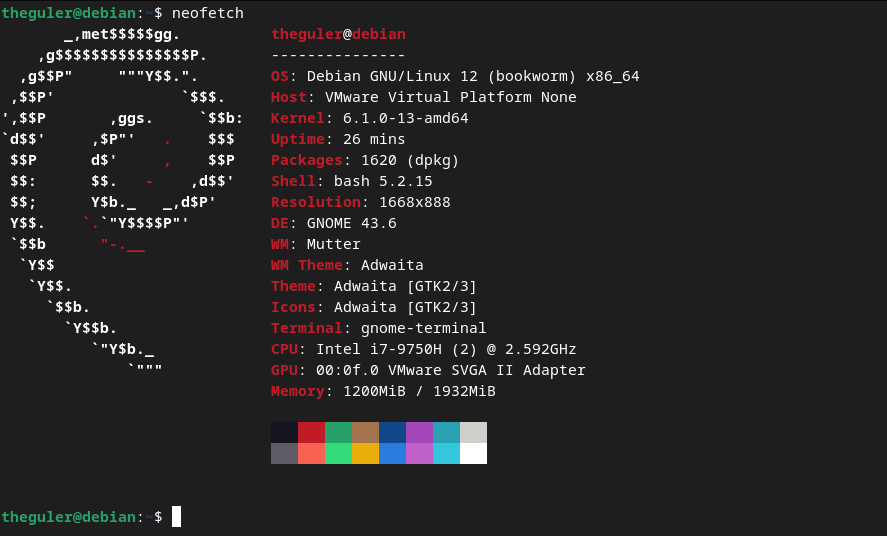 theguler@debian:~$ neofetch
       _,met$$$$$gg.          theguler@debian
    ,g$$$$$$$$$$$$$$$P.       ---------------
  ,g$$P"     """Y$$.".        OS: Debian GNU/Linux 12 (bookworm) x86_64
 ,$$P'              `$$$.     Host: VMware Virtual Platform None
',$$P       ,ggs.     `$$b:   Kernel: 6.1.0-13-amd64
`d$$'     ,$P"'   .    $$$    Uptime: 26 mins
 $$P      d$'     ,    $$P    Packages: 1620 (dpkg)
 $$:      $$.   -    ,d$$'    Shell: bash 5.2.15
 $$;      Y$b._   _,d$P'      Resolution: 1668x888
 Y$$.    `.`"Y$$$$P"'         DE: GNOME 43.6
 `$$b      "-.__              WM: Mutter
  `Y$$                        WM Theme: Adwaita
   `Y$$.                      Theme: Adwaita [GTK2/3]
     `$$b.                    Icons: Adwaita [GTK2/3]
       `Y$$b.                 Terminal: gnome-terminal
          `"Y$b._             CPU: Intel i7-9750H (2) @ 2.592GHz
              `"""            GPU: 00:0f.0 VMware SVGA II Adapter
                              Memory: 1200MiB / 1932MiB
theguler@debian:~$